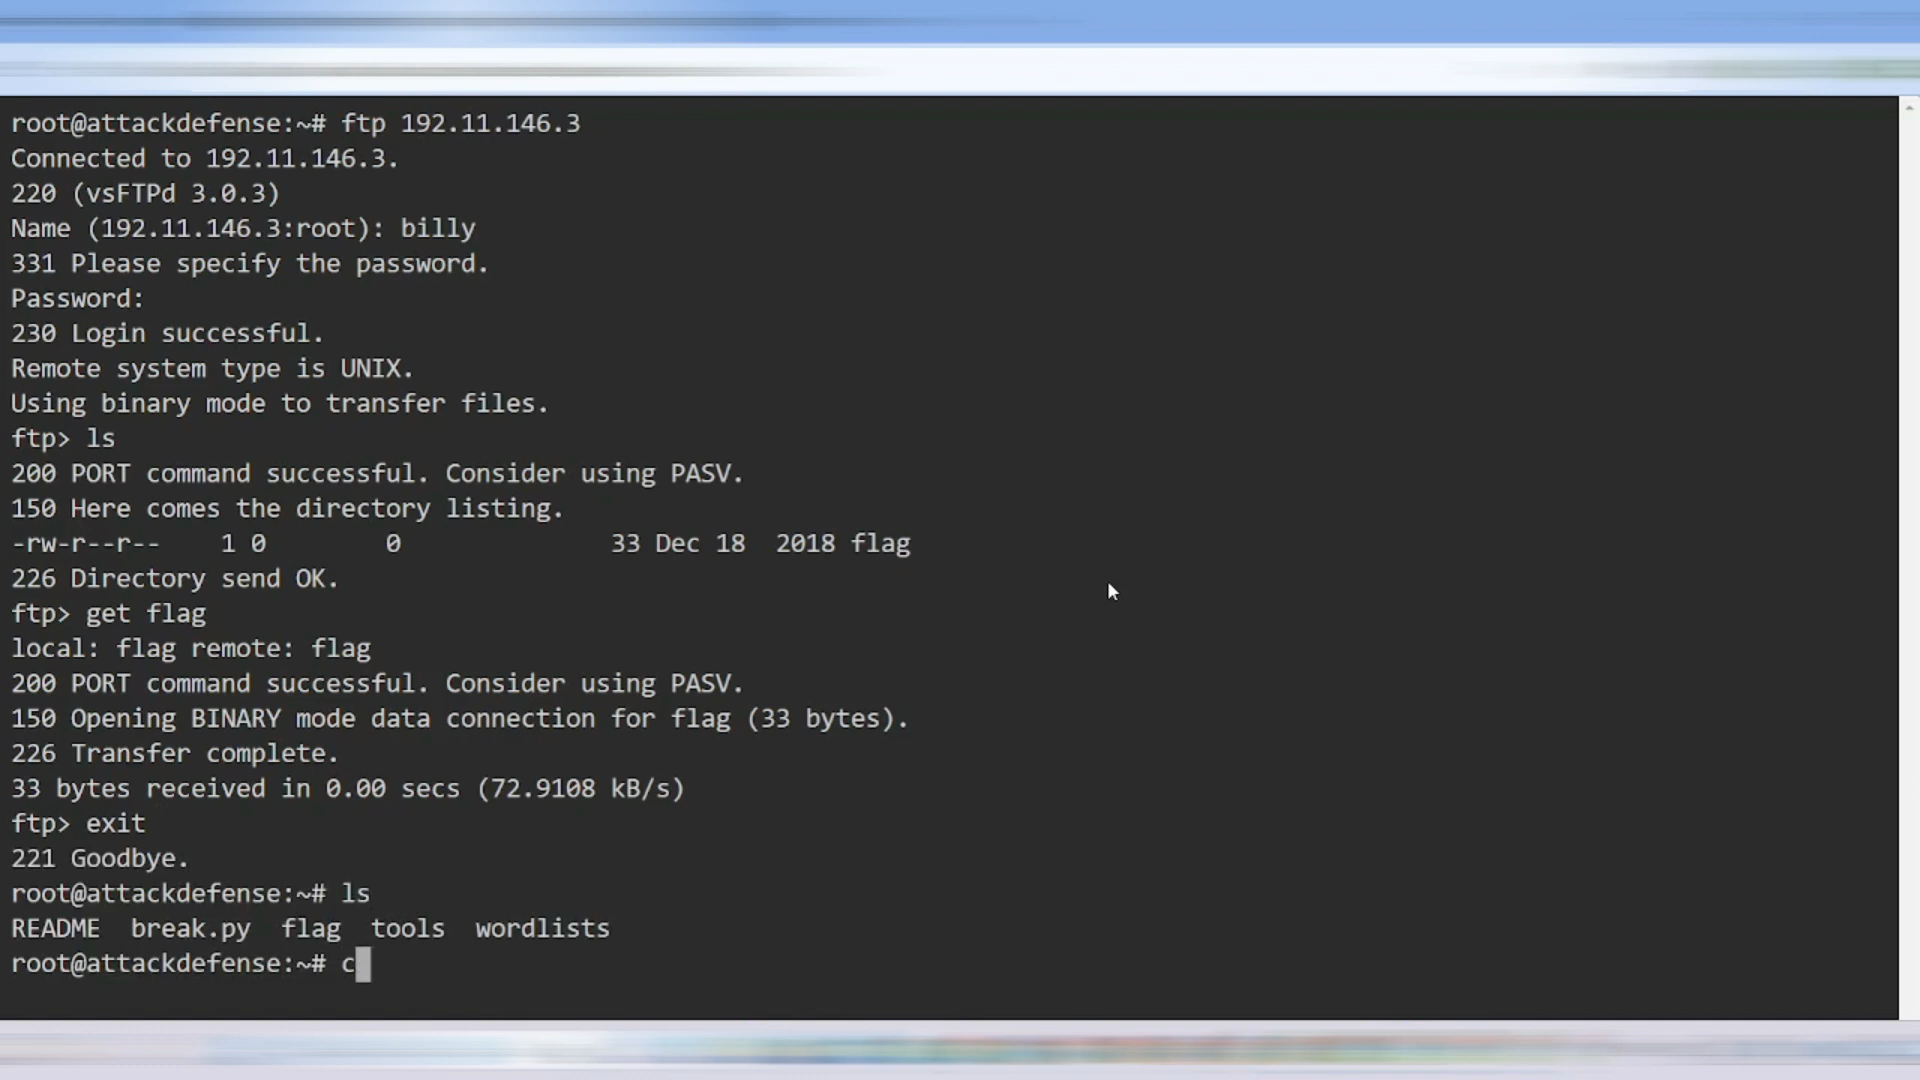 root@attackdefense:~# ftp 192.11.146.3
Connected to 192.11.146.3.
220 (vsFTPd 3.0.3)
Name (192.11.146.3:root): billy
331 Please specify the password.
Password:
230 Login successful.
Remote system type is UNIX.
Using binary mode to transfer files.
ftp> ls
200 PORT command successful. Consider using PASV.
150 Here comes the directory listing.
-rw-r--r--    1 0        0              33 Dec 18  2018 flag
226 Directory send OK.
ftp> get flag
local: flag remote: flag
200 PORT command successful. Consider using PASV.
150 Opening BINARY mode data connection for flag (33 bytes).
226 Transfer complete.
33 bytes received in 0.00 secs (72.9108 kB/s)
ftp> exit
221 Goodbye.
root@attackdefense:~# ls
README  break.py  flag  tools  wordlists
root@attackdefense:~# c